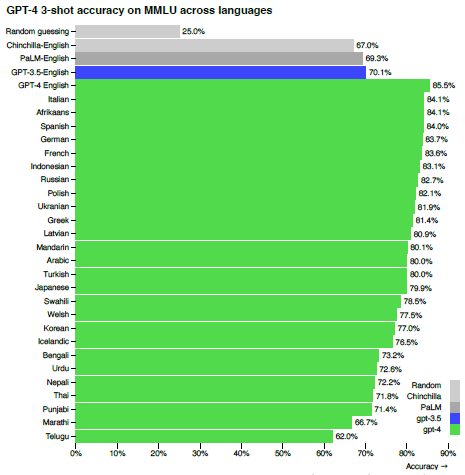 GPT-4 3-shot accuracy on MMLU across languages
Random guessing 25.0%
Chinchilla-English 67.0%
PaLM-English 69.3%
GPT-3.5-English 70.1%
GPT-4 English 85.5%
Italian 84.1%
Afrikaans 84.1%
Spanish 84.0%
German 83.7%
French 83.6%
Indonesian 83.1%
Russian 82.7%
Polish 82.1%
Ukranian 81.9%
Greek 81.4%
Latvian 80.9%
Mandarin 80.1%
Arabic 80.0%
Turkish 80.0%
Japanese 79.9%
Swahili 78.5%
Welsh 77.5%
Korean 77.0%
Icelandic 76.5%
Bengali 73.2%
Urdu 72.6%
Nepali 72.2%
Thai 71.8%
Punjabi 71.4%
Marathi 66.7%
Telugu 62.0%
Random
Chinchilla
PaLM
gpt-3.5
gpt-4
0% 10% 20% 30% 40% 50% 60% 70% 80% 90%
Accuracy →